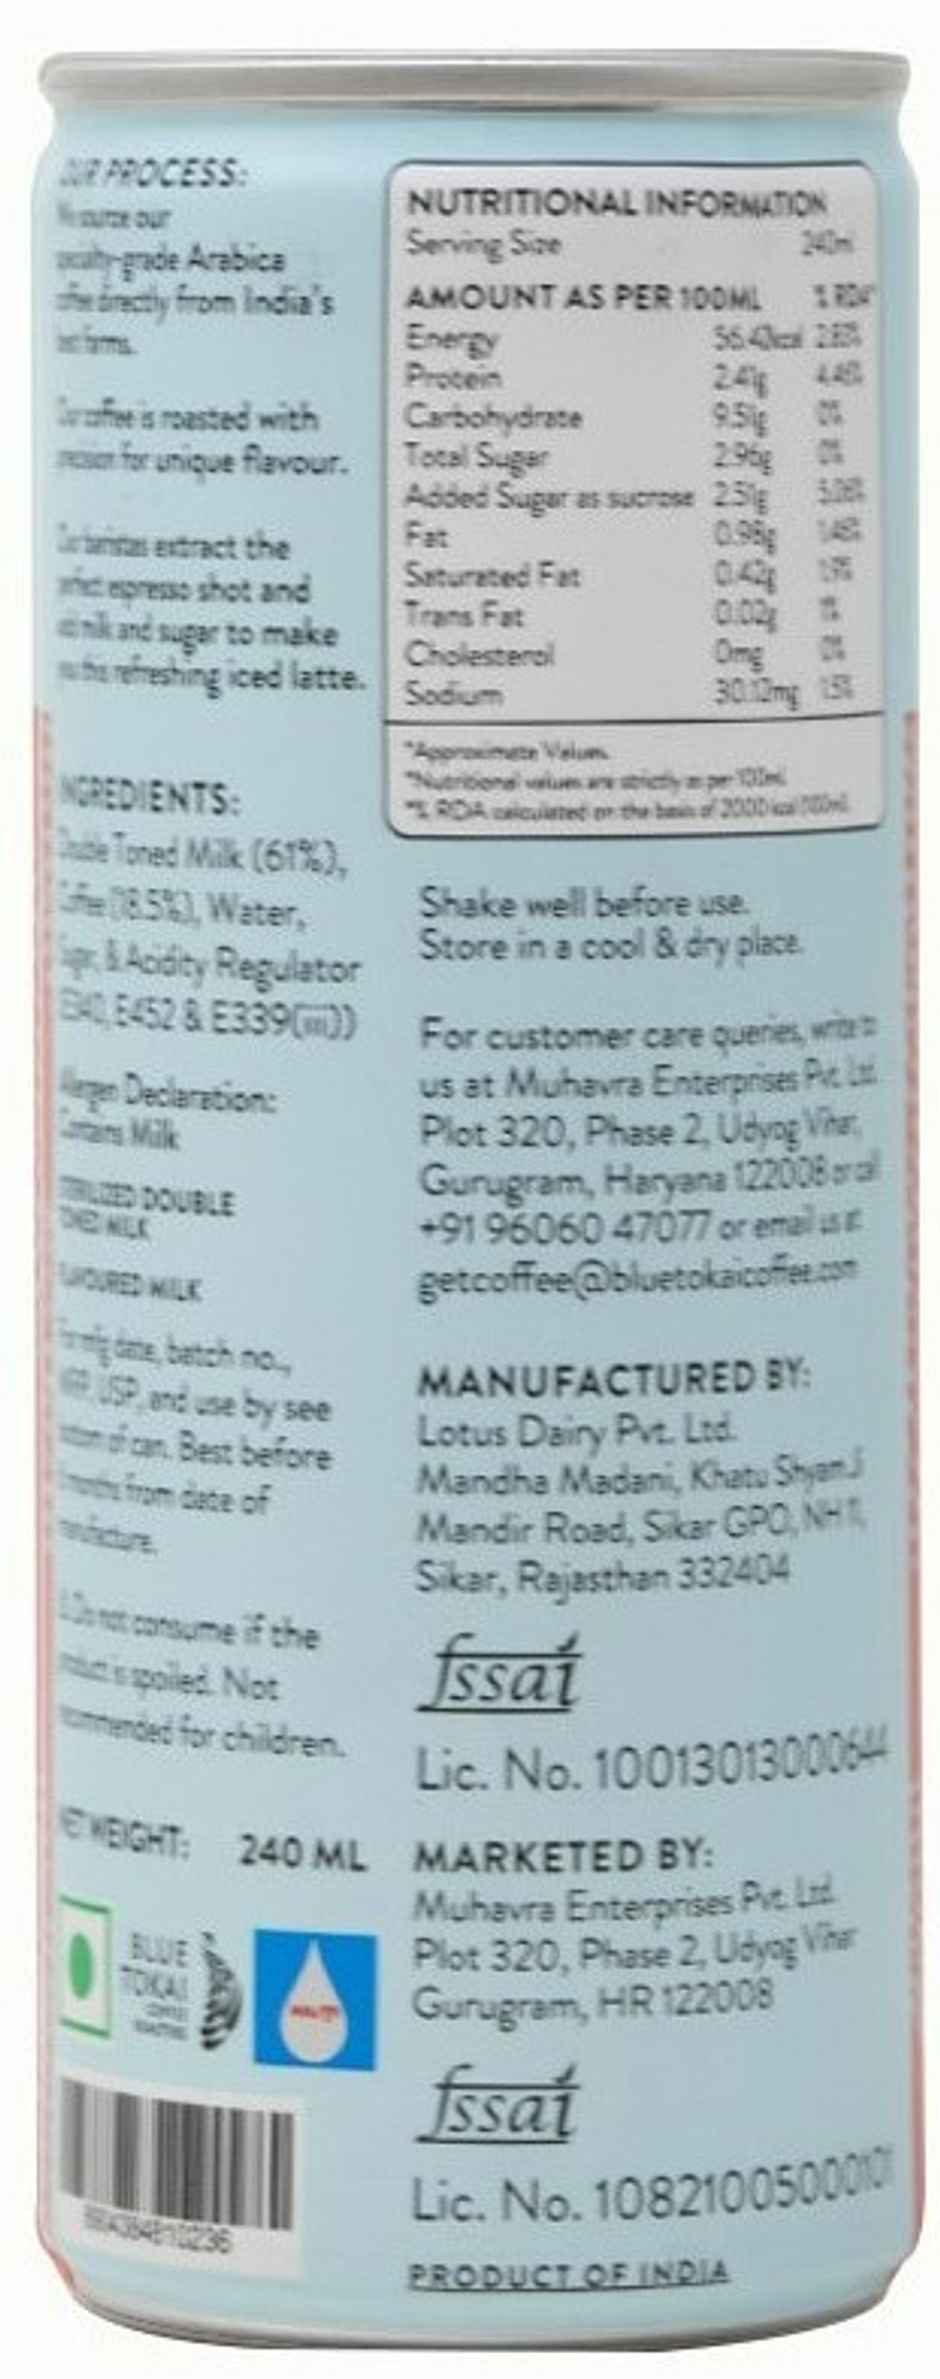 OUR PROCESS:
We source our
specialty-grade Arabica
coffee directly from India's
best farms.
Our coffee is roasted with
precision for unique flavour.
Our baristas extract the
perfect espresso shot and
add milk and sugar to make
you this refreshing iced latte.
INGREDIENTS:
Double Toned Milk (61%),
Coffee (18.5%), Water,
Sugar, & Acidity Regulator
E340, E452 & E339(iii))
Allergen Declaration:
Contains Milk
STERILIZED DOUBLE
TONED MILK
FLAVOURED MILK
For mfg date, batch no.,
MRP, USP, and use by see
bottom of can. Best before
months from date of
manufacture.
Do not consume if the
product is spoiled. Not
recommended for children.
NET WEIGHT: 240 ML
BLUE
TOKAI
COFFEE
ROASTERS
NUTRITIONAL INFORMATION
Serving Size 240ml
AMOUNT AS PER 100ML % RDA*
Energy 56.42kcal 2.83%
Protein 2.41g 4.46%
Carbohydrate 9.51g 0%
Total Sugar 2.96g 0%
Added Sugar as sucrose 2.51g 5.06%
Fat 0.98g 1.46%
Saturated Fat 0.42g 1.9%
Trans Fat 0.02g 1%
Cholesterol 0mg 0%
Sodium 30.12mg 1.5%
*Approximate Values.
*Nutritional values are strictly as per 100ml.
*% RDA calculated on the basis of 2000 kcal
Shake well before use.
Store in a cool & dry place.
For customer care queries, write to
us at Muhavra Enterprises Pvt. Ltd.
Plot 320, Phase 2, Udyog Vihar,
Gurugram, Haryana 122008 or call
+91 96060 47077 or email us at
getcoffee@bluetokaicoffee.com
MANUFACTURED BY:
Lotus Dairy Pvt. Ltd.
Mandha Madani, Khatu Shyam Ji
Mandir Road, Sikar GPO, NH 11,
Sikar, Rajasthan 332404
fssai
Lic. No. 10013013000644
MARKETED BY:
Muhavra Enterprises Pvt. Ltd.
Plot 320, Phase 2, Udyog Vihar
Gurugram, HR 122008
fssai
Lic. No. 10821005000101
PRODUCT OF INDIA